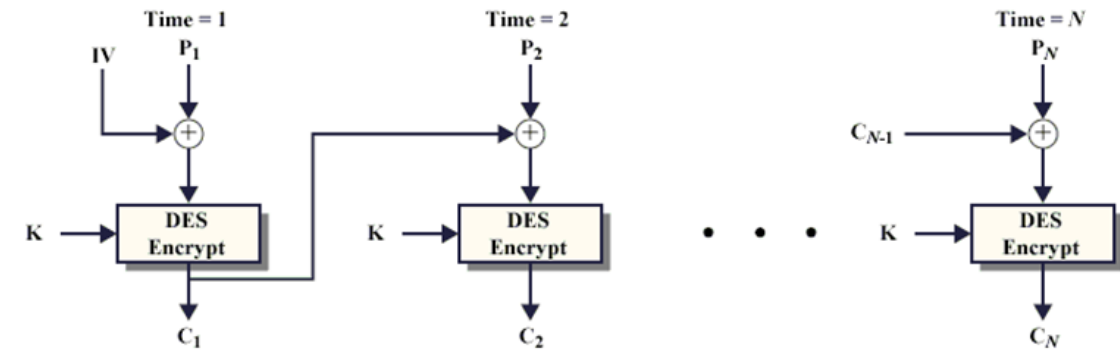 Time = 1
IV
P1
K
DES
Encrypt
C1
Time = 2
P2
K
DES
Encrypt
C2
Time = N
PN
CN-1
K
DES
Encrypt
CN